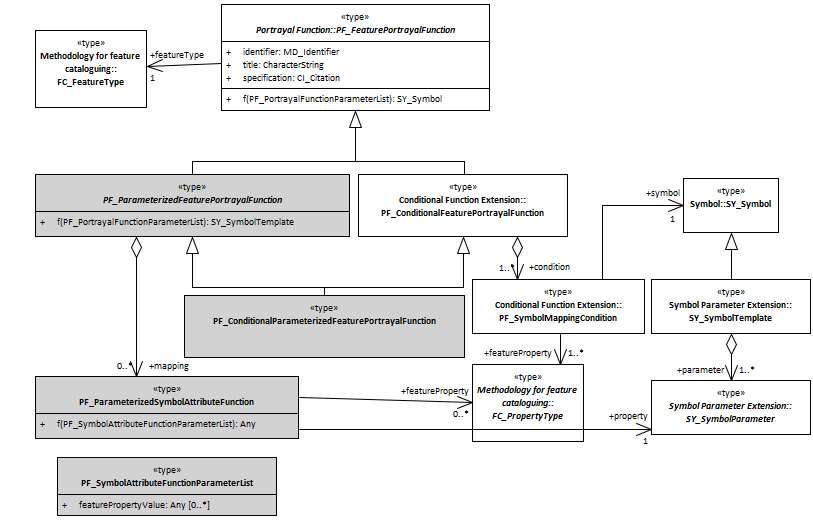 «type»
Portrayal Function::PF_FeaturePortrayalFunction
+ identifier: MD_Identifier
+ title: CharacterString
+ specification: CI_Citation
+ f(PF_PortrayalFunctionParameterList): SY_Symbol
«type»
Methodology for feature
cataloguing::
FC_FeatureType
+featureType
1
«type»
PF_ParameterizedFeaturePortrayalFunction
+ f(PF_PortrayalFunctionParameterList): SY_SymbolTemplate
«type»
Conditional Function Extension::
PF_ConditionalFeaturePortrayalFunction
«type»
Symbol::SY_Symbol
+symbol
1
1..*
+condition
«type»
PF_ConditionalParameterizedFeaturePortrayalFunction
«type»
Conditional Function Extension::
PF_SymbolMappingCondition
«type»
Symbol Parameter Extension::
SY_SymbolTemplate
+featureProperty
1..*
+parameter
1..*
0..*
+mapping
«type»
PF_ParameterizedSymbolAttributeFunction
+ f(PF_SymbolAttributeFunctionParameterList): Any
+featureProperty
0..*
«type»
Methodology for feature
cataloguing::
FC_PropertyType
+property
1
«type»
Symbol Parameter Extension::
SY_SymbolParameter
«type»
PF_SymbolAttributeFunctionParameterList
+ featurePropertyValue: Any [0..*]